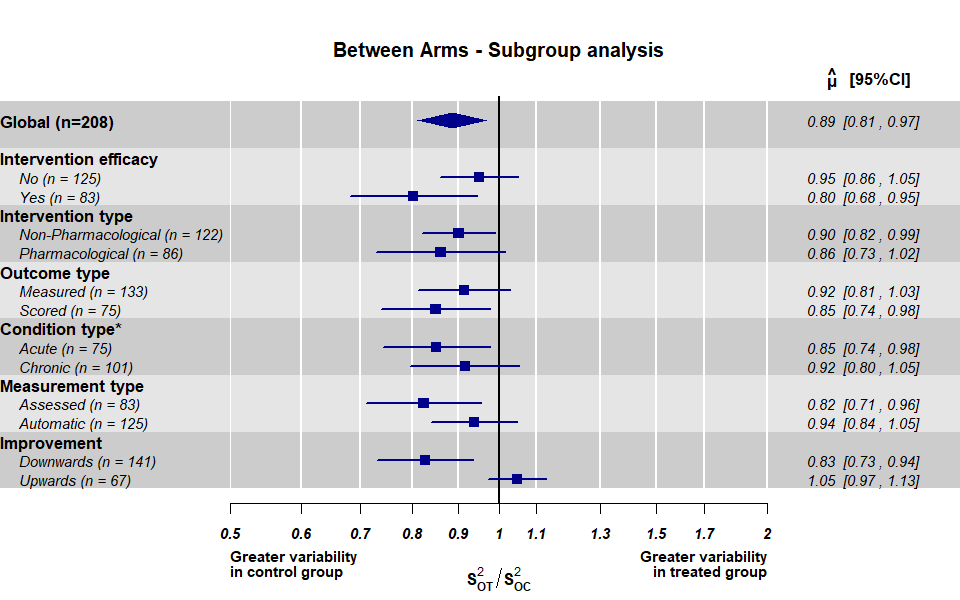 Between Arms - Subgroup analysis
μ̂ [95%CI]
Global (n=208) 0.89 [0.81 , 0.97]
Intervention efficacy
No (n = 125) 0.95 [0.86 , 1.05]
Yes (n = 83) 0.80 [0.68 , 0.95]
Intervention type
Non-Pharmacological (n = 122) 0.90 [0.82 , 0.99]
Pharmacological (n = 86) 0.86 [0.73 , 1.02]
Outcome type
Measured (n = 133) 0.92 [0.81 , 1.03]
Scored (n = 75) 0.85 [0.74 , 0.98]
Condition type*
Acute (n = 75) 0.85 [0.74 , 0.98]
Chronic (n = 101) 0.92 [0.80 , 1.05]
Measurement type
Assessed (n = 83) 0.82 [0.71 , 0.96]
Automatic (n = 125) 0.94 [0.84 , 1.05]
Improvement
Downwards (n = 141) 0.83 [0.73 , 0.94]
Upwards (n = 67) 1.05 [0.97 , 1.13]
0.5 0.6 0.7 0.8 0.9 1 1.1 1.3 1.5 1.7 2
Greater variability
in control group
Greater variability
in treated group
S²OT / S²OC